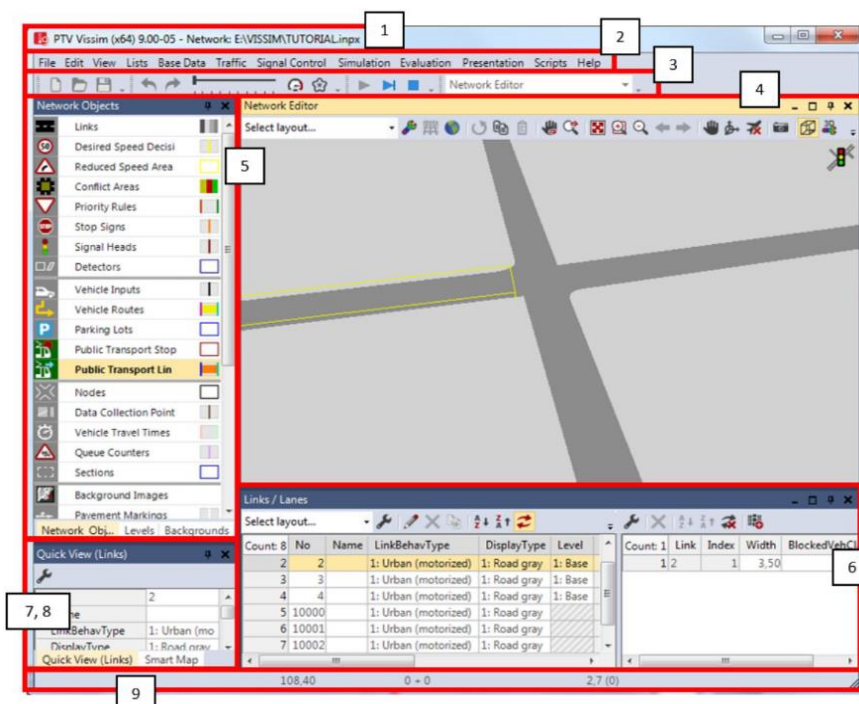 1
PTV Vissim (x64) 9.00-05 - Network: E:\VISSIM\TUTORIAL.inpx
2
File Edit View Lists Base Data Traffic Signal Control Simulation Evaluation Presentation Scripts Help
3
Network Editor
4
Network Objects
Links
50 Desired Speed Decisi
Reduced Speed Area
Conflict Areas
Priority Rules
STOP Stop Signs
Signal Heads
Detectors
Vehicle Inputs
Vehicle Routes
P Parking Lots
Public Transport Stop
Public Transport Lin
Nodes
Data Collection Point
Vehicle Travel Times
Queue Counters
Sections
Background Images
Pavement Markings
Network Obj... Levels Backgrounds
5
Network Editor
Select layout...
Quick View (Links)
2
7, 8
LinkBehavType 1: Urban (mo
DisplayType 1: Road gray
Quick View (Links) Smart Map
Links / Lanes
Select layout...
Count: 8 No Name LinkBehavType DisplayType Level
2 2 1: Urban (motorized) 1: Road gray 1: Base
3 3 1: Urban (motorized) 1: Road gray 1: Base
4 4 1: Urban (motorized) 1: Road gray 1: Base
5 10000 1: Urban (motorized) 1: Road gray
6 10001 1: Urban (motorized) 1: Road gray
7 10002 1: Urban (motorized) 1: Road gray
Count: 1 Link Index Width BlockedVehCl
1 2 1 3,50
6
108,40 0 + 0 2,7 (0)
9